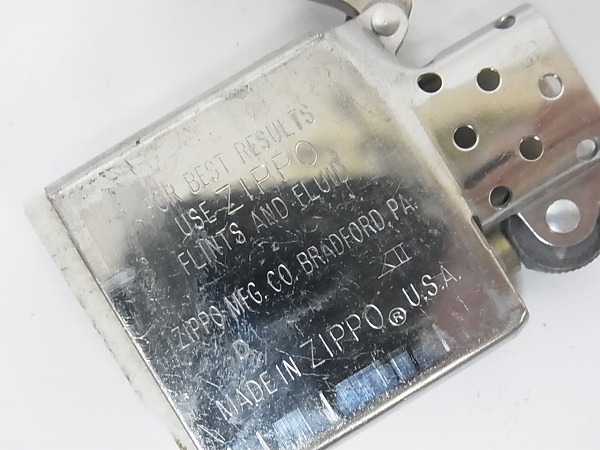 FOR BEST RESULTS
USE ZIPPO
FLINTS AND FLUID
ZIPPO MFG. CO. BRADFORD, PA.
XII
D
MADE IN ZIPPO® U.S.A.